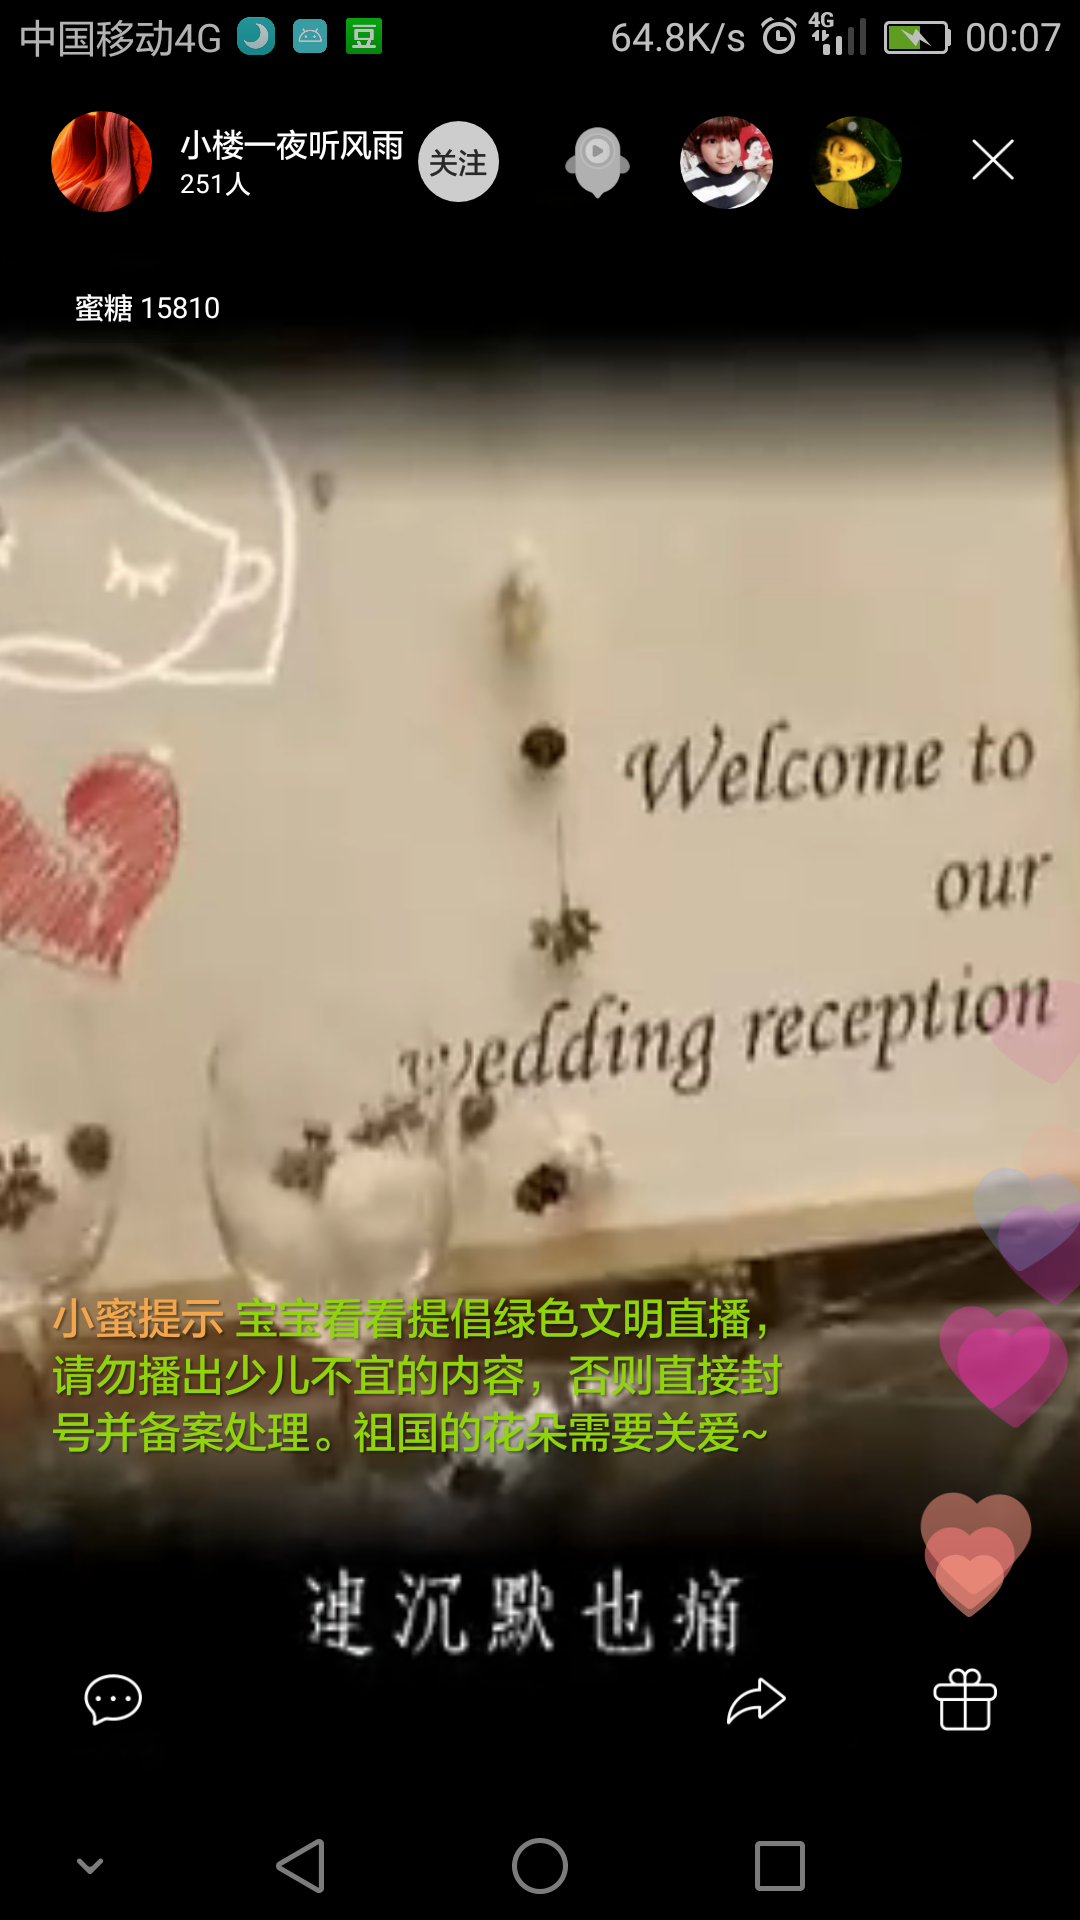 中国移动4G 豆 64.8K/s 4G 00:07
小楼一夜听风雨
251人
关注
蜜糖 15810
Welcome to
our
wedding reception
小蜜提示 宝宝看看提倡绿色文明直播，
请勿播出少儿不宜的内容，否则直接封
号并备案处理。祖国的花朵需要关爱~
連沉默也痛